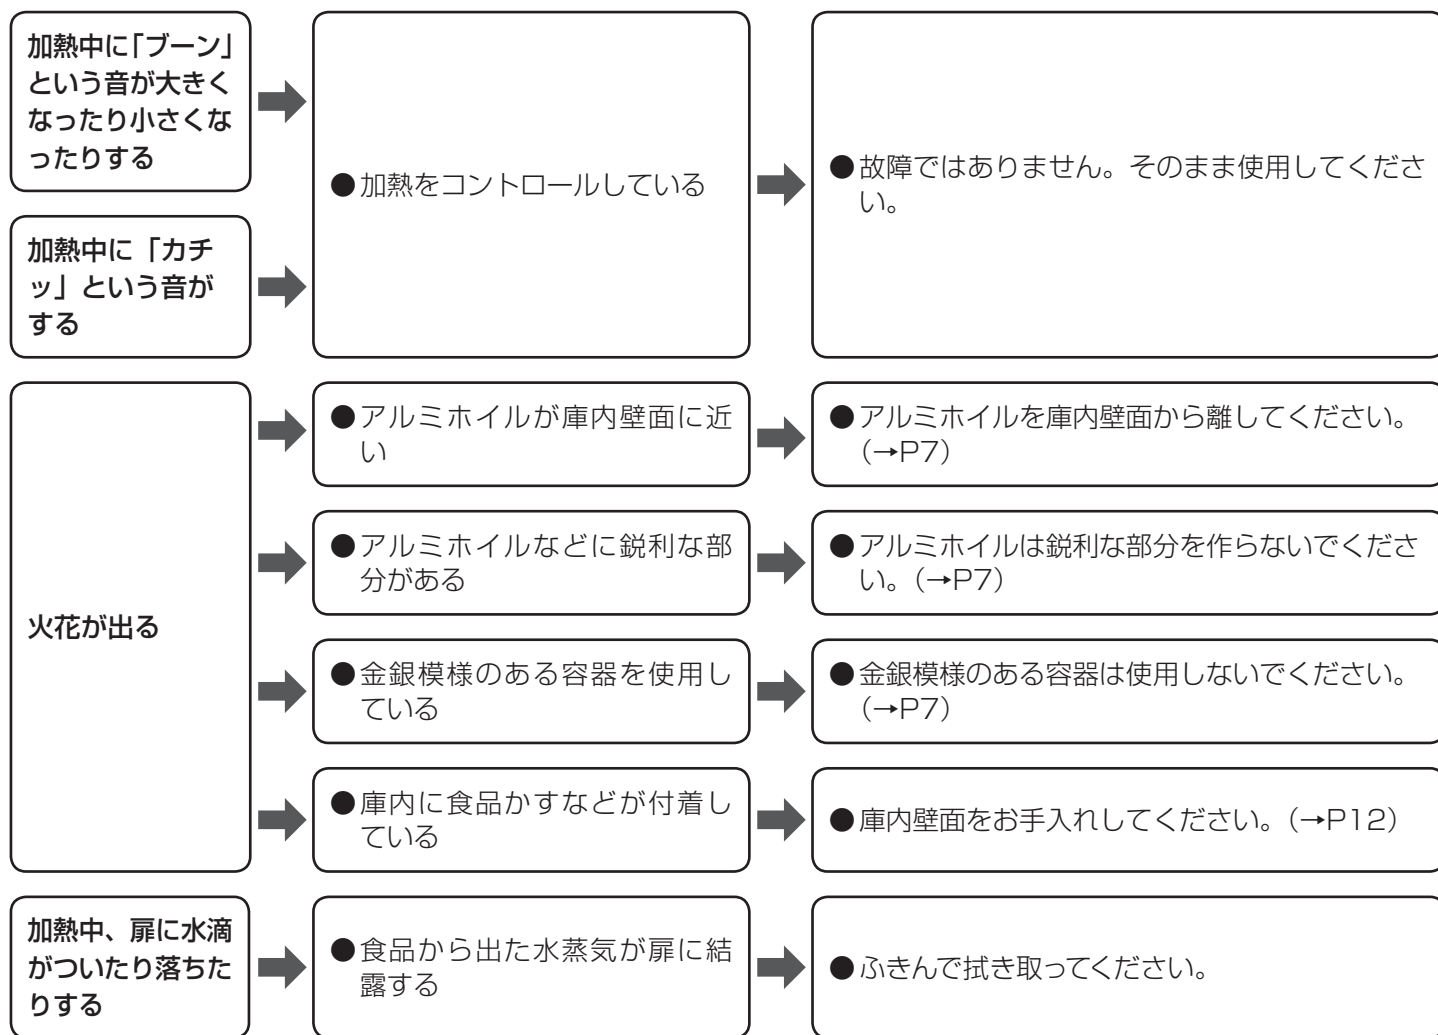 加熱中に「ブーン」
という音が大きく
なったり小さくな
ったりする
加熱中に「カチ
ッ」という音が
する
●加熱をコントロールしている
●故障ではありません。そのまま使用してくださ
い。
火花が出る
●アルミホイルが庫内壁面に近
い
●アルミホイルを庫内壁面から離してください。
(→P7)
●アルミホイルなどに鋭利な部
分がある
●アルミホイルは鋭利な部分を作らないでくださ
い。(→P7)
●金銀模様のある容器を使用し
ている
●金銀模様のある容器は使用しないでください。
(→P7)
●庫内に食品かすなどが付着し
ている
●庫内壁面をお手入れしてください。(→P12)
加熱中、扉に水滴
がついたり落ちた
りする
●食品から出た水蒸気が扉に結
露する
●ふきんで拭き取ってください。